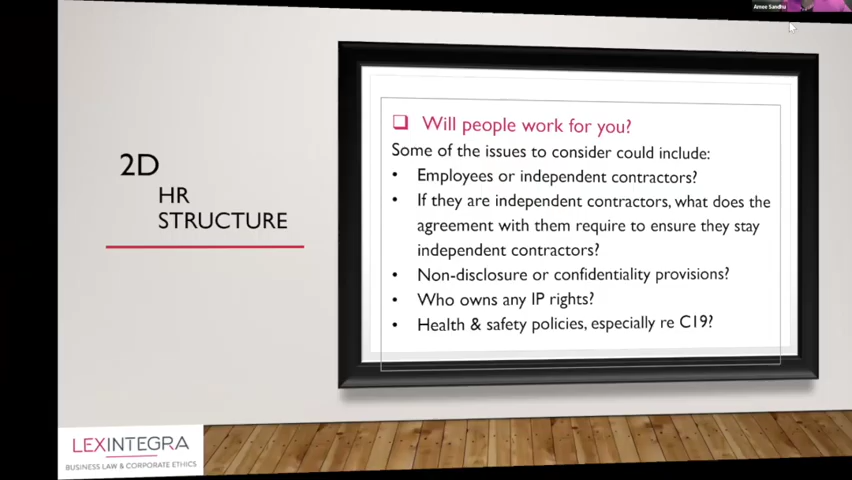 Amee Sandhu
2D
HR
STRUCTURE
❑ Will people work for you?
Some of the issues to consider could include:
• Employees or independent contractors?
• If they are independent contractors, what does the
agreement with them require to ensure they stay
independent contractors?
• Non-disclosure or confidentiality provisions?
• Who owns any IP rights?
• Health & safety policies, especially re C19?
LEXINTEGRA
BUSINESS LAW & CORPORATE ETHICS